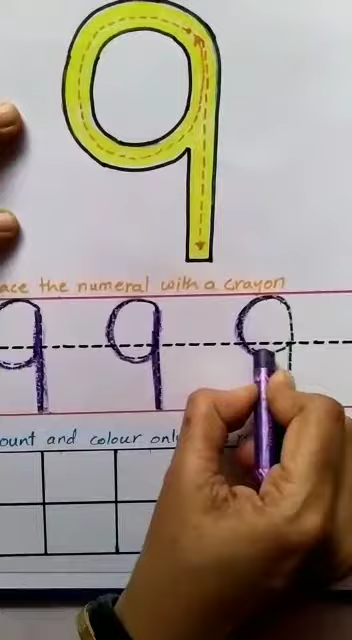 9
ace the numeral with a crayon
9 9 9
ount and colour onl